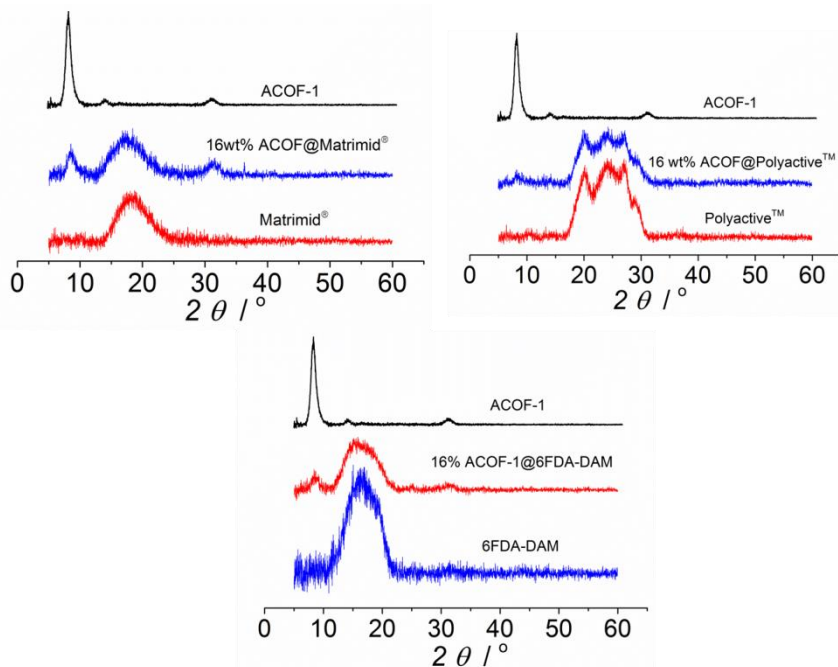 ACOF-1
16wt% ACOF@Matrimid®
Matrimid®
0 10 20 30 40 50 60
2 θ / °
ACOF-1
16 wt% ACOF@Polyactive™
Polyactive™
0 10 20 30 40 50 60
2 θ / °
ACOF-1
16% ACOF-1@6FDA-DAM
6FDA-DAM
0 10 20 30 40 50 60
2 θ / °